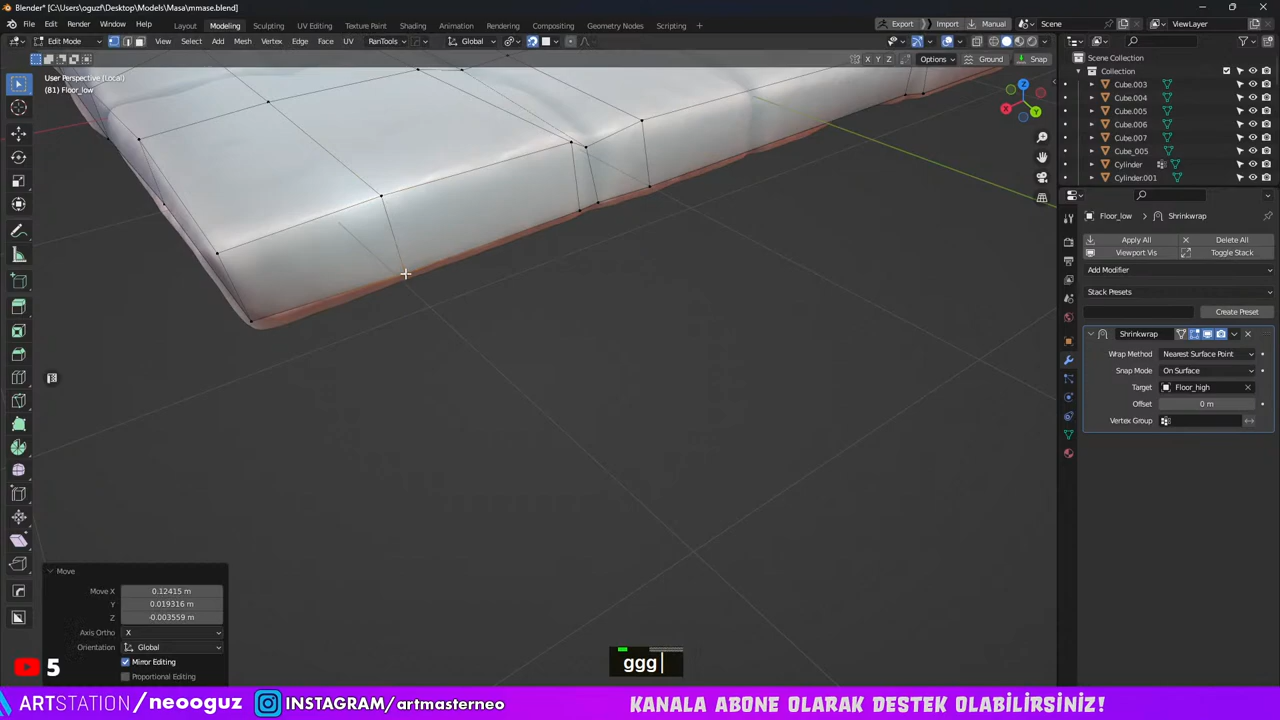 Blender* [C:\Users\oguzf\Desktop\Models\Masa\mmase.blend]
File Edit Render Window Help Layout Modeling Sculpting UV Editing Texture Paint Shading Animation Rendering Compositing Geometry Nodes Scripting + Export Import Manual Scene ViewLayer
Edit Mode View Select Add Mesh Vertex Edge Face UV RanTools Global
X Y Z Options Ground Snap
User Perspective (Local)
(81) Floor_low
Scene Collection
Collection
Cube.003
Cube.004
Cube.005
Cube.006
Cube.007
Cube_005
Cylinder
Cylinder.001
Z
X
Y
Floor_low > Shrinkwrap
Apply All Delete All
Viewport Vis Toggle Stack
Add Modifier
Stack Presets
Create Preset
Shrinkwrap
Wrap Method Nearest Surface Point
Snap Mode On Surface
Target Floor_high
Offset 0 m
Vertex Group
Move
Move X 0.12415 m
Y 0.019316 m
Z -0.003559 m
Axis Ortho X
Orientation Global
Mirror Editing
Proportional Editing
5
ggg
ARTSTATION/neooguz INSTAGRAM/artmasterneo KANALA ABONE OLARAK DESTEK OLABİLİRSİNİZ!